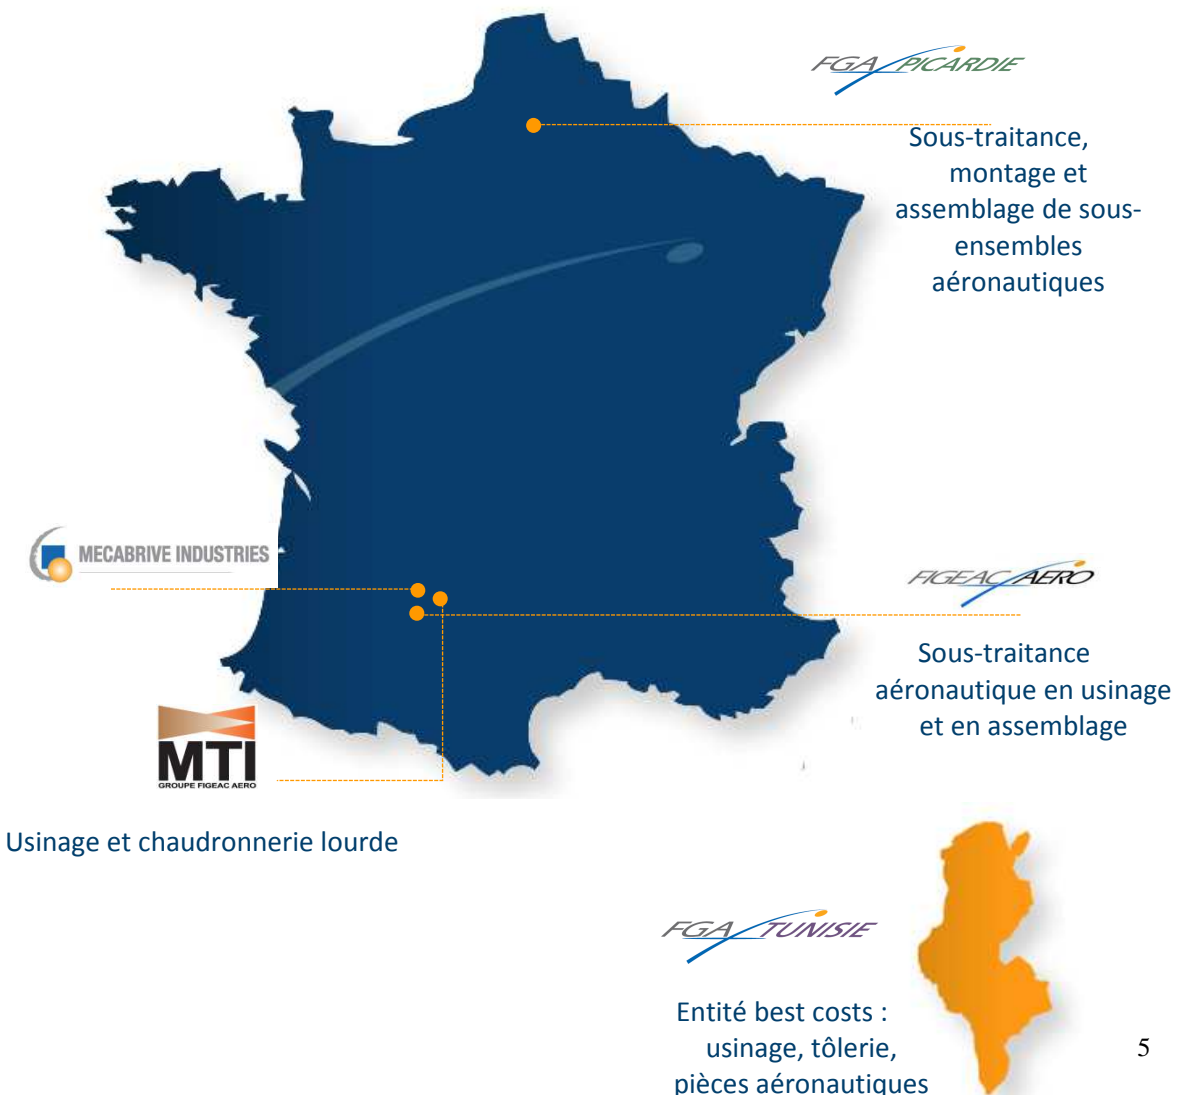 FGA PICARDIE
Sous-traitance,
montage et
assemblage de sous-
ensembles
aéronautiques
MECABRIVE INDUSTRIES
FIGEAC AERO
Sous-traitance
aéronautique en usinage
et en assemblage
MTI
GROUPE FIGEAC AERO
Usinage et chaudronnerie lourde
FGA TUNISIE
Entité best costs :
usinage, tôlerie,
pièces aéronautiques
5